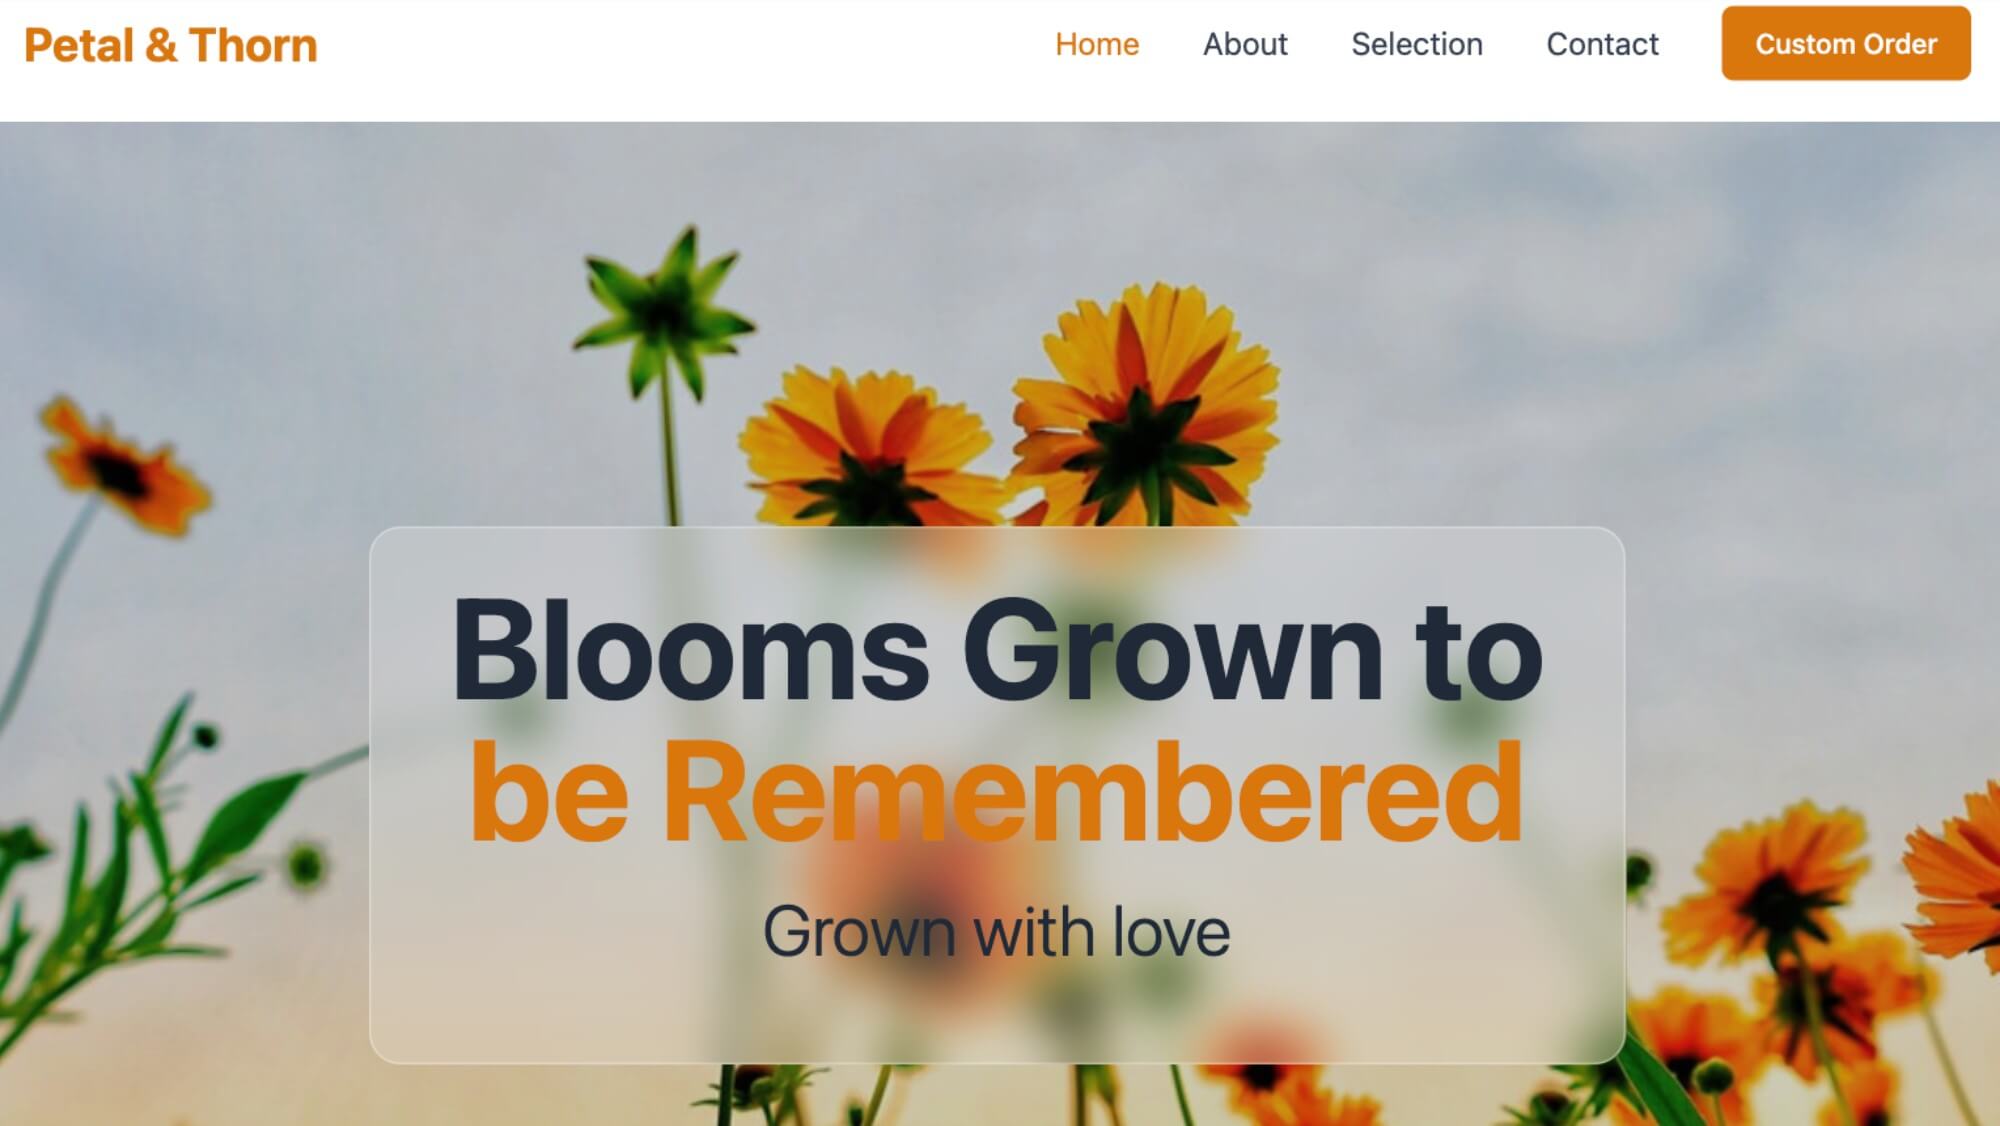 Petal & Thorn
Home About Selection Contact Custom Order
Blooms Grown to
be Remembered
Grown with love